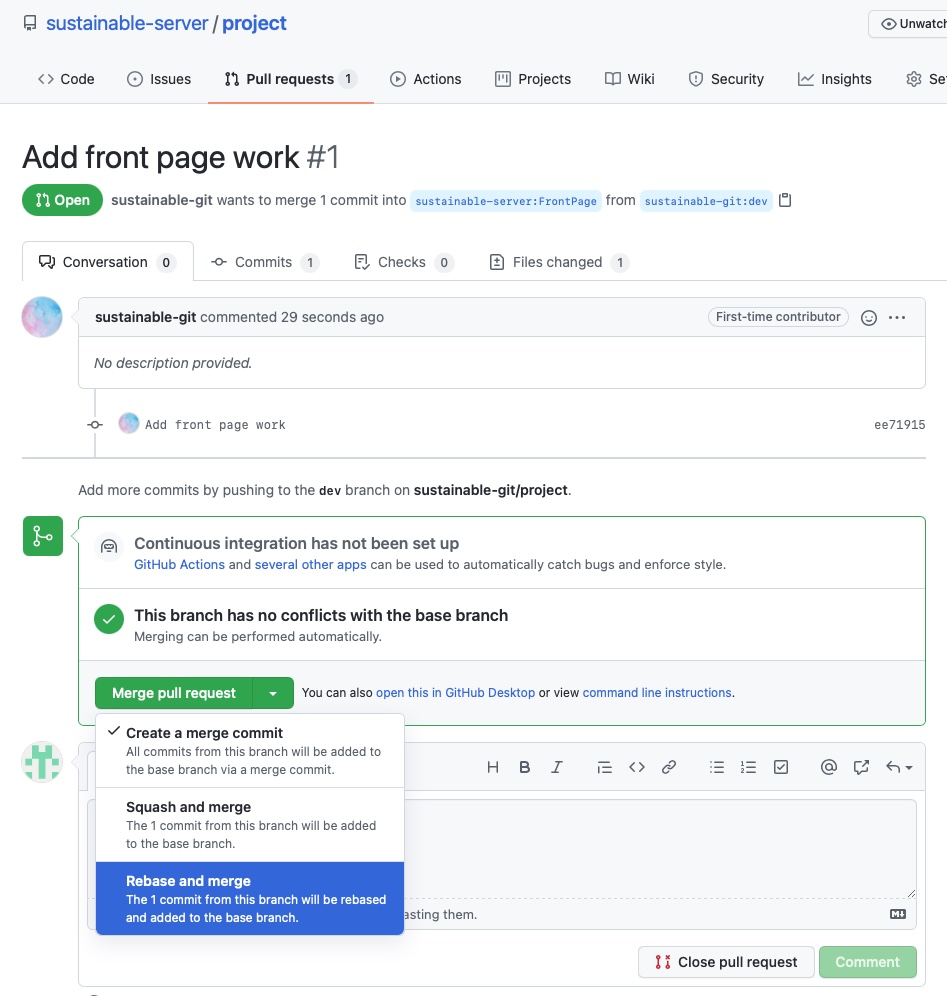 sustainable-server / project
Unwatch
Code Issues Pull requests 1 Actions Projects Wiki Security Insights
Add front page work #1
Open sustainable-git wants to merge 1 commit into sustainable-server:FrontPage from sustainable-git:dev
Conversation 0 Commits 1 Checks 0 Files changed 1
sustainable-git commented 29 seconds ago First-time contributor
No description provided.
Add front page work ee71915
Add more commits by pushing to the dev branch on sustainable-git/project.
Continuous integration has not been set up
GitHub Actions and several other apps can be used to automatically catch bugs and enforce style.
This branch has no conflicts with the base branch
Merging can be performed automatically.
Merge pull request You can also open this in GitHub Desktop or view command line instructions.
Create a merge commit
All commits from this branch will be added to
the base branch via a merge commit.
H B I @
Squash and merge
The 1 commit from this branch will be added
to the base branch.
Rebase and merge
The 1 commit from this branch will be rebased
and added to the base branch.
asting them.
Close pull request Comment